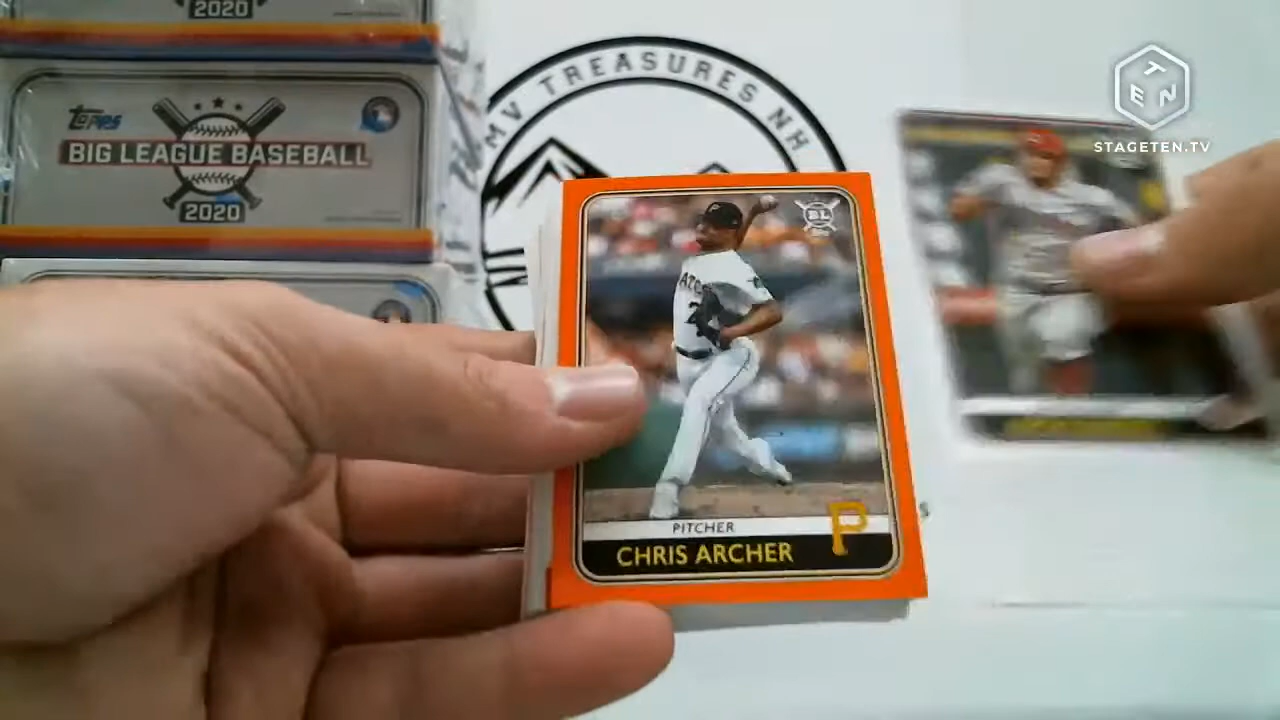 2020
Topps
BIG LEAGUE BASEBALL
2020
MV TREASURES NH
TEN
STAGETEN.TV
BL
P
PITCHER
CHRIS ARCHER
P